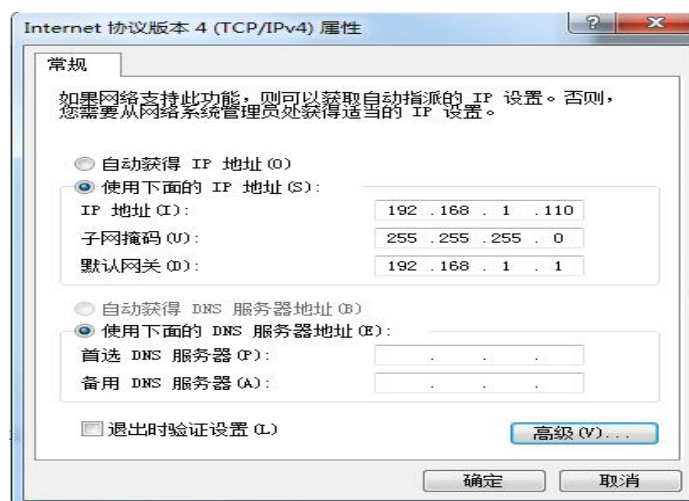 Internet 协议版本 4 (TCP/IPv4) 属性
常规
如果网络支持此功能，则可以获取自动指派的 IP 设置。否则，
您需要从网络系统管理员处获得适当的 IP 设置。
自动获得 IP 地址(O)
使用下面的 IP 地址(S):
IP 地址(I): 192 . 168 . 1 . 110
子网掩码(U): 255 . 255 . 255 . 0
默认网关(D): 192 . 168 . 1 . 1
自动获得 DNS 服务器地址(B)
使用下面的 DNS 服务器地址(E):
首选 DNS 服务器(P): . . .
备用 DNS 服务器(A): . . .
退出时验证设置(L)
高级(V)...
确定 取消